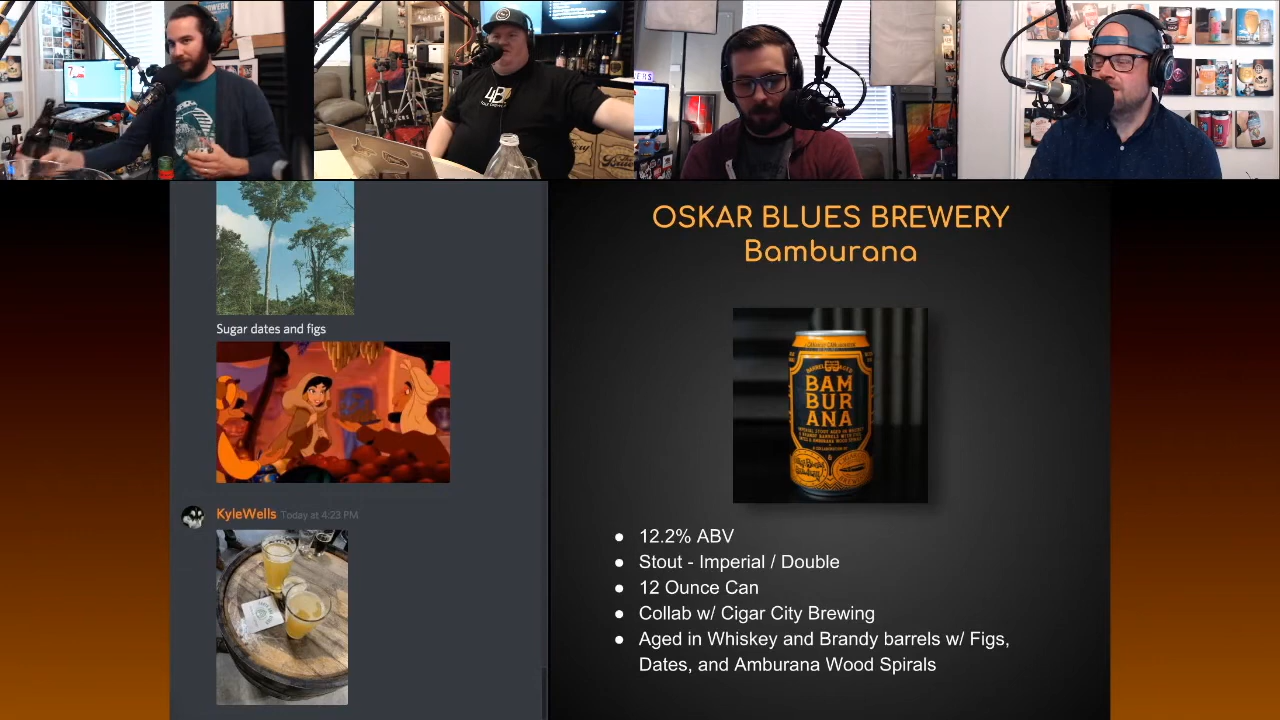 OSKAR BLUES BREWERY
Bamburana
Sugar dates and figs
KyleWells Today at 4:23 PM
BARREL AGED
BAM
BUR
ANA
● 12.2% ABV
● Stout - Imperial / Double
● 12 Ounce Can
● Collab w/ Cigar City Brewing
● Aged in Whiskey and Brandy barrels w/ Figs,
Dates, and Amburana Wood Spirals